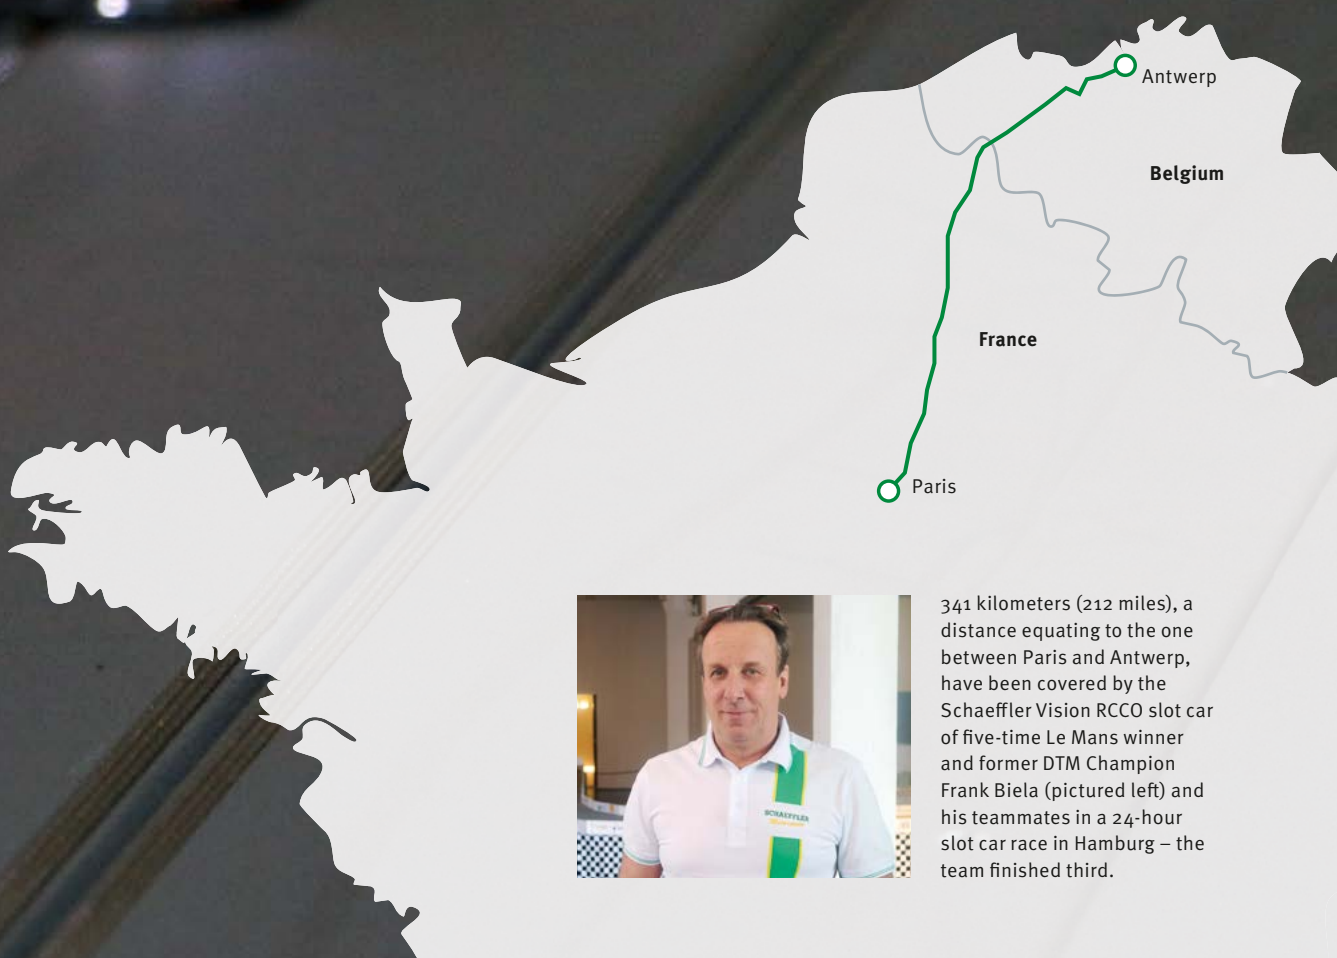 Antwerp
Belgium
France
Paris
SCHAEFFLER
341 kilometers (212 miles), a
distance equating to the one
between Paris and Antwerp,
have been covered by the
Schaeffler Vision RCCO slot car
of five-time Le Mans winner
and former DTM Champion
Frank Biela (pictured left) and
his teammates in a 24-hour
slot car race in Hamburg – the
team finished third.